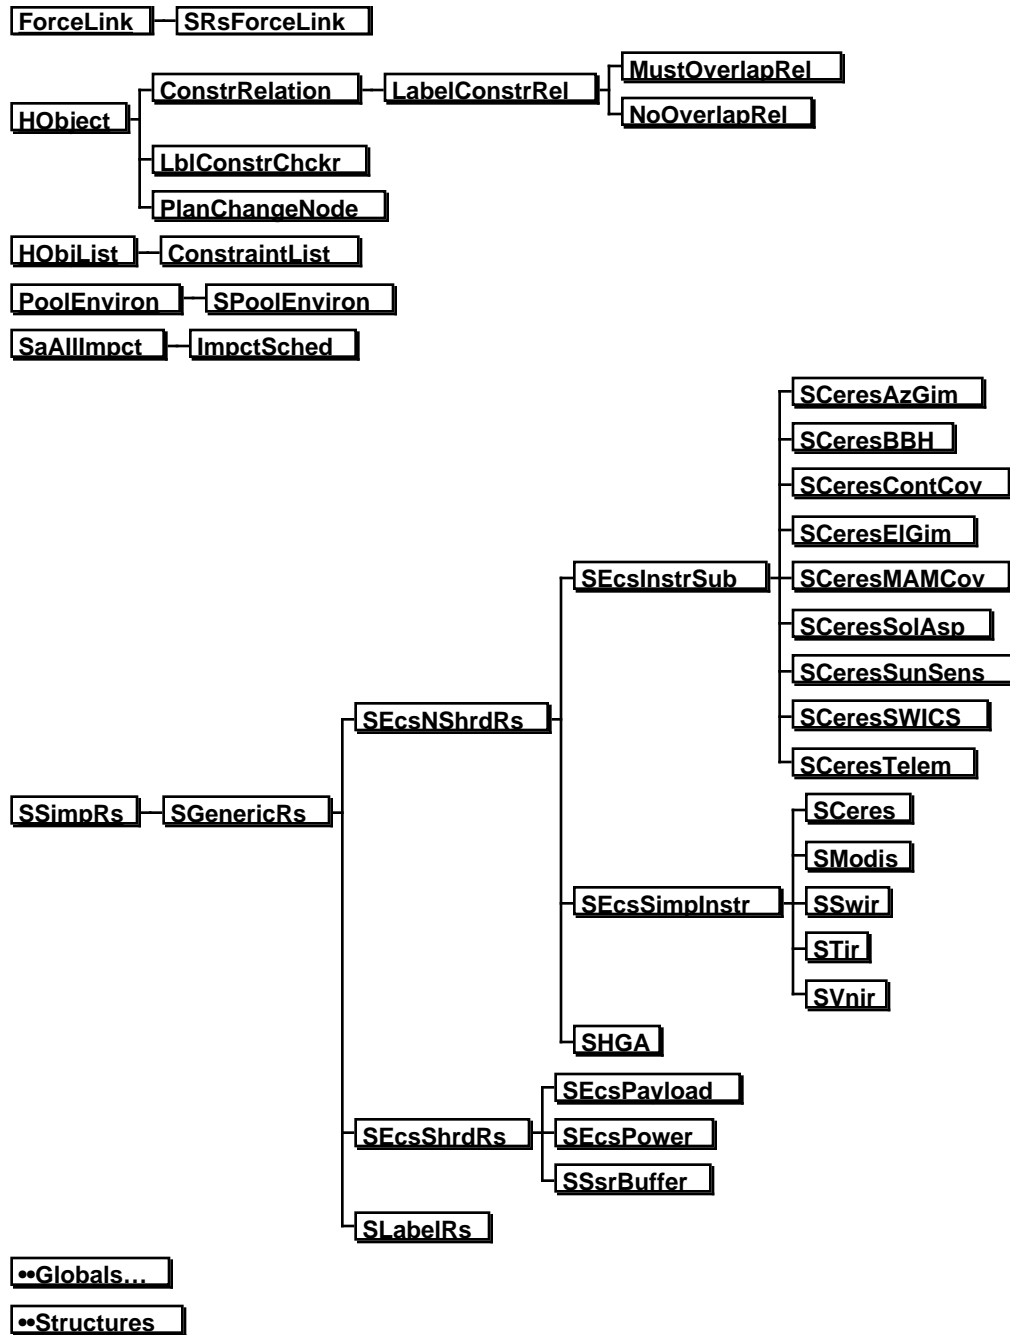 ForceLink SRsForceLink
MustOverlapRel
ConstrRelation LabelConstrRel
NoOverlapRel
HObject
LblConstrChckr
PlanChangeNode
HObjList ConstraintList
PoolEnviron SPoolEnviron
SaAllImpct ImpctSched
SCeresAzGim
SCeresBBH
SCeresContCov
SCeresElGim
SEcsInstrSub SCeresMAMCov
SCeresSolAsp
SCeresSunSens
SEcsNShrdRs SCeresSWICS
SCeresTelem
SSimpRs SGenericRs SCeres
SModis
SEcsSimpInstr SSwir
STir
SVnir
SHGA
SEcsPayload
SEcsShrdRs SEcsPower
SSsrBuffer
SLabelRs
••Globals…
••Structures